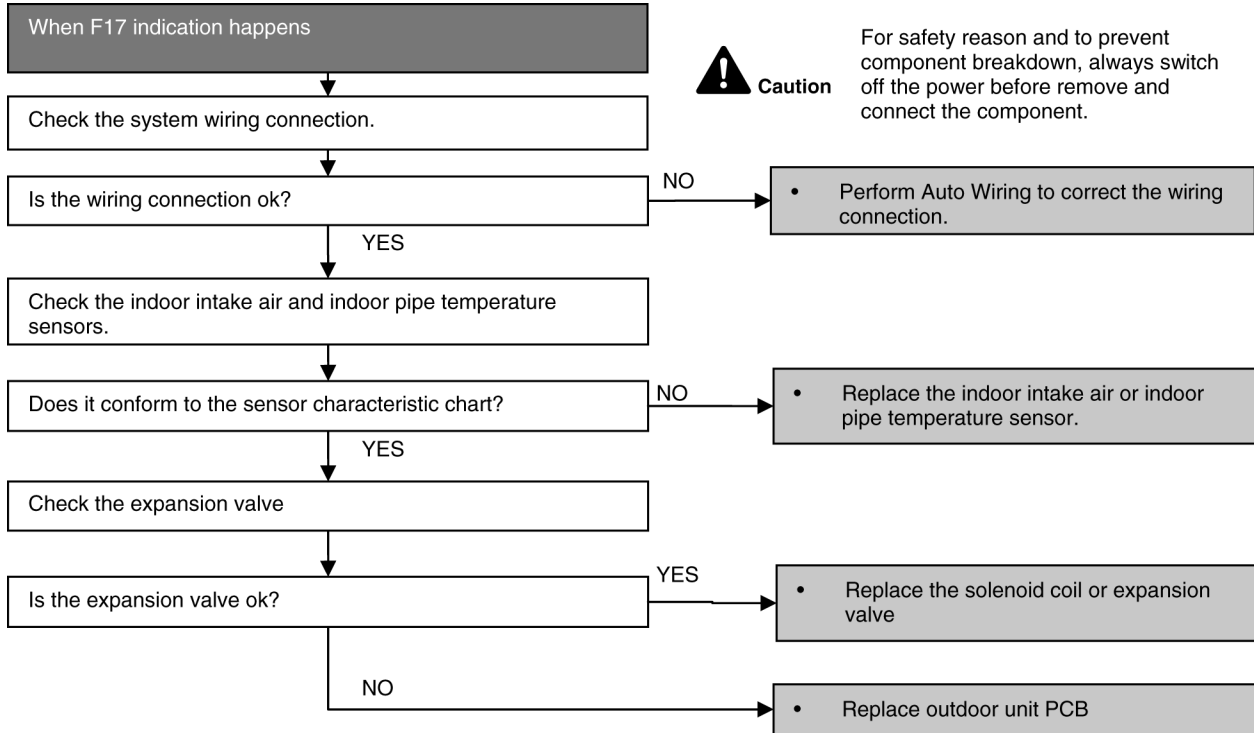 When F17 indication happens
For safety reason and to prevent
component breakdown, always switch
off the power before remove and
connect the component.
Caution
Check the system wiring connection.
Is the wiring connection ok?
NO
• Perform Auto Wiring to correct the wiring
connection.
YES
Check the indoor intake air and indoor pipe temperature
sensors.
Does it conform to the sensor characteristic chart?
NO
• Replace the indoor intake air or indoor
pipe temperature sensor.
YES
Check the expansion valve
Is the expansion valve ok?
YES
• Replace the solenoid coil or expansion
valve
NO
• Replace outdoor unit PCB